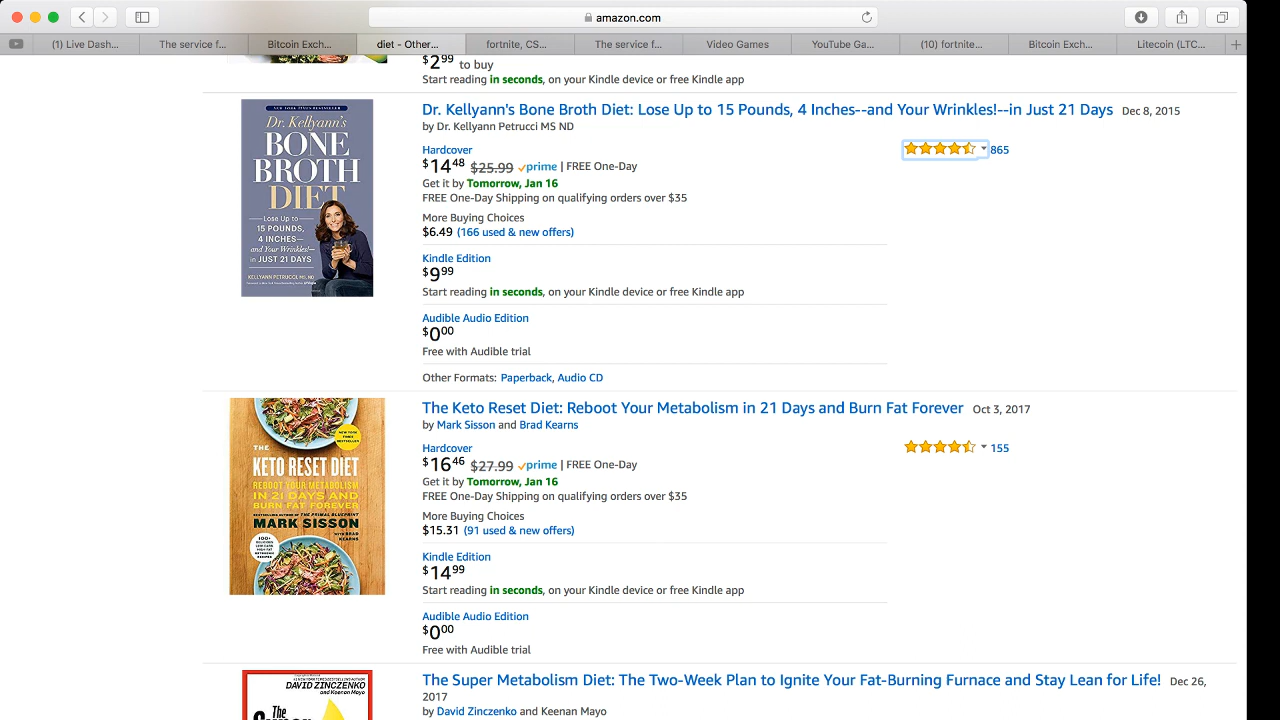 amazon.com
(1) Live Dash...
The service f...
Bitcoin Exch...
diet - Other...
fortnite, CS...
The service f...
Video Games
YouTube Ga...
(10) fortnite...
Bitcoin Exch...
Litecoin (LTC...
$2.99 to buy
Start reading in seconds, on your Kindle device or free Kindle app
NEW YORK TIMES BESTSELLER
Dr. Kellyann's
BONE
BROTH
DIET
Lose Up to
15 POUNDS,
4 INCHES—
and Your Wrinkles!—
in JUST 21 DAYS
KELLYANN PETRUCCI, MS, ND
Dr. Kellyann's Bone Broth Diet: Lose Up to 15 Pounds, 4 Inches--and Your Wrinkles!--in Just 21 Days Dec 8, 2015
by Dr. Kellyann Petrucci MS ND
Hardcover
865
$14.48 $25.99 prime | FREE One-Day
Get it by Tomorrow, Jan 16
FREE One-Day Shipping on qualifying orders over $35
More Buying Choices
$6.49 (166 used & new offers)
Kindle Edition
$9.99
Start reading in seconds, on your Kindle device or free Kindle app
Audible Audio Edition
$0.00
Free with Audible trial
Other Formats: Paperback, Audio CD
NEW YORK
TIMES
BESTSELLER
THE
KETO RESET DIET
REBOOT YOUR METABOLISM
IN 21 DAYS AND
BURN FAT FOREVER
BESTSELLING AUTHOR OF THE PRIMAL BLUEPRINT
MARK SISSON
WITH BRAD
KEARNS
100+
The Keto Reset Diet: Reboot Your Metabolism in 21 Days and Burn Fat Forever Oct 3, 2017
by Mark Sisson and Brad Kearns
Hardcover
155
$16.46 $27.99 prime | FREE One-Day
Get it by Tomorrow, Jan 16
FREE One-Day Shipping on qualifying orders over $35
More Buying Choices
$15.31 (91 used & new offers)
Kindle Edition
$14.99
Start reading in seconds, on your Kindle device or free Kindle app
Audible Audio Edition
$0.00
Free with Audible trial
DAVID ZINCZENKO
and Keenan Mayo
The
The Super Metabolism Diet: The Two-Week Plan to Ignite Your Fat-Burning Furnace and Stay Lean for Life! Dec 26,
2017
by David Zinczenko and Keenan Mayo